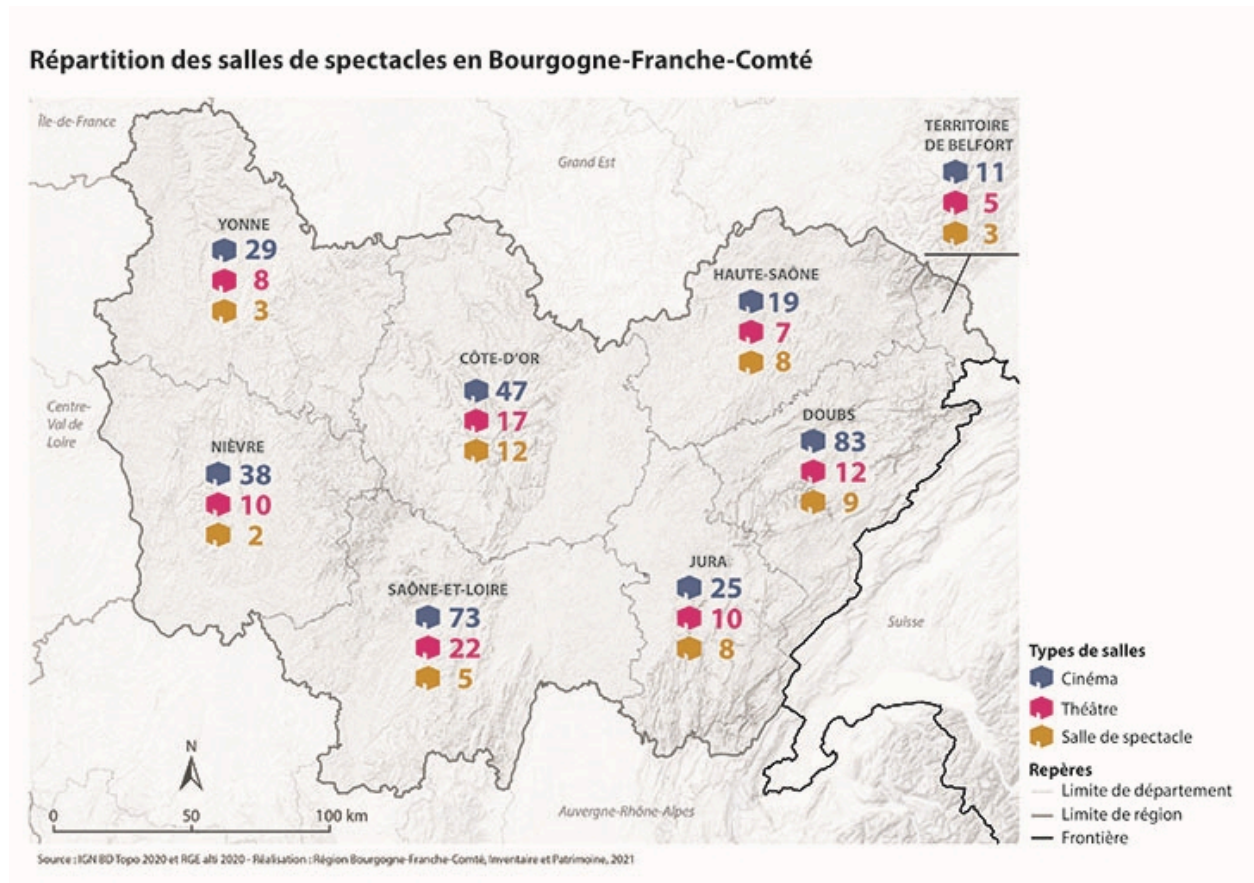 Répartition des salles de spectacles en Bourgogne-Franche-Comté
Île-de-France
Grand Est
TERRITOIRE
DE BELFORT
11
5
3
YONNE
29
8
3
HAUTE-SAÔNE
19
7
8
CÔTE-D'OR
47
17
12
Centre-
Val de
Loire
DOUBS
83
12
9
NIÈVRE
38
10
2
JURA
25
10
8
SAÔNE-ET-LOIRE
73
22
5
Suisse
Types de salles
Cinéma
Théâtre
Salle de spectacle
Repères
Limite de département
Limite de région
Frontière
N
0 50 100 km
Auvergne-Rhône-Alpes
Source : IGN BD Topo 2020 et RGE alti 2020 - Réalisation : Région Bourgogne-Franche-Comté, Inventaire et Patrimoine, 2021